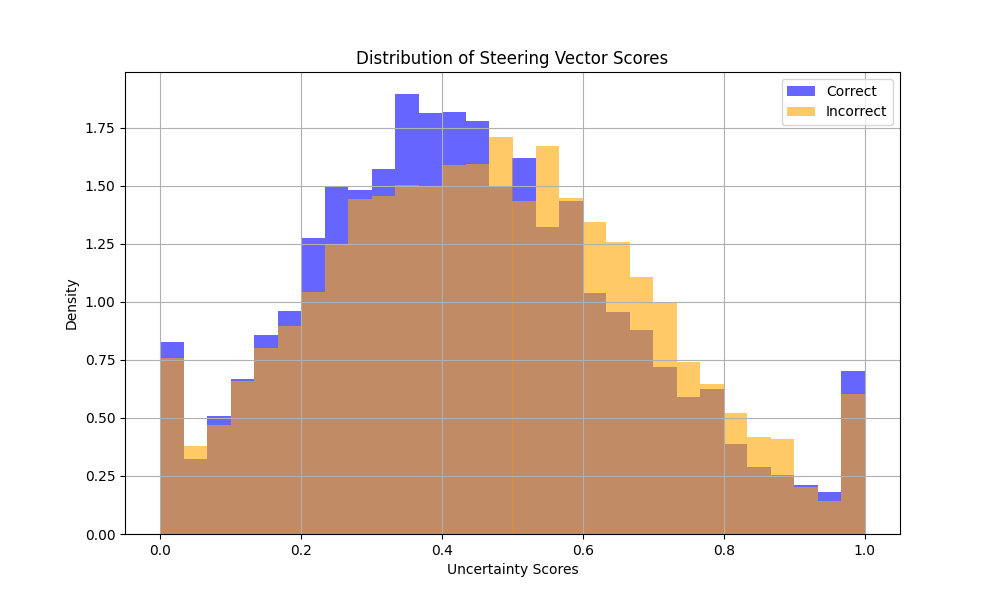 Distribution of Steering Vector Scores
Correct
Incorrect
1.75
1.50
1.25
1.00
0.75
0.50
0.25
0.00
Density
0.0 0.2 0.4 0.6 0.8 1.0
Uncertainty Scores